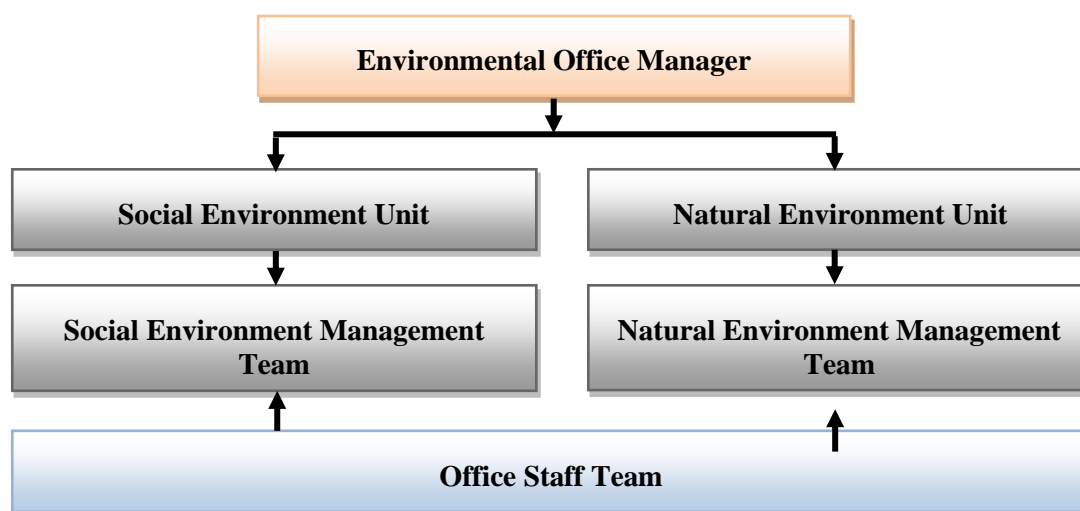 Environmental Office Manager
Social Environment Unit
Natural Environment Unit
Social Environment Management
Team
Natural Environment Management
Team
Office Staff Team